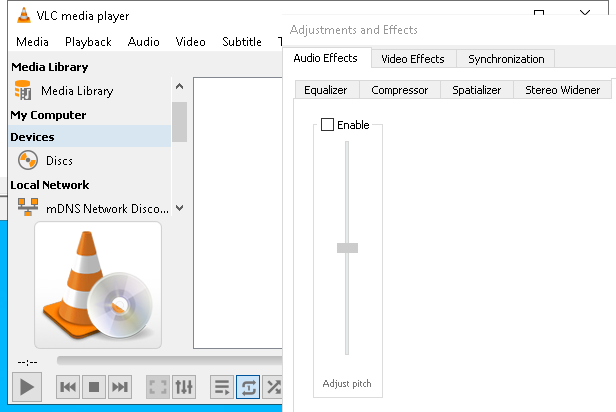 VLC media player
Media Playback Audio Video Subtitle
Media Library
Media Library
My Computer
Devices
Discs
Local Network
mDNS Network Disco...
--:--
Adjustments and Effects
Audio Effects Video Effects Synchronization
Equalizer Compressor Spatializer Stereo Widener
Enable
Adjust pitch